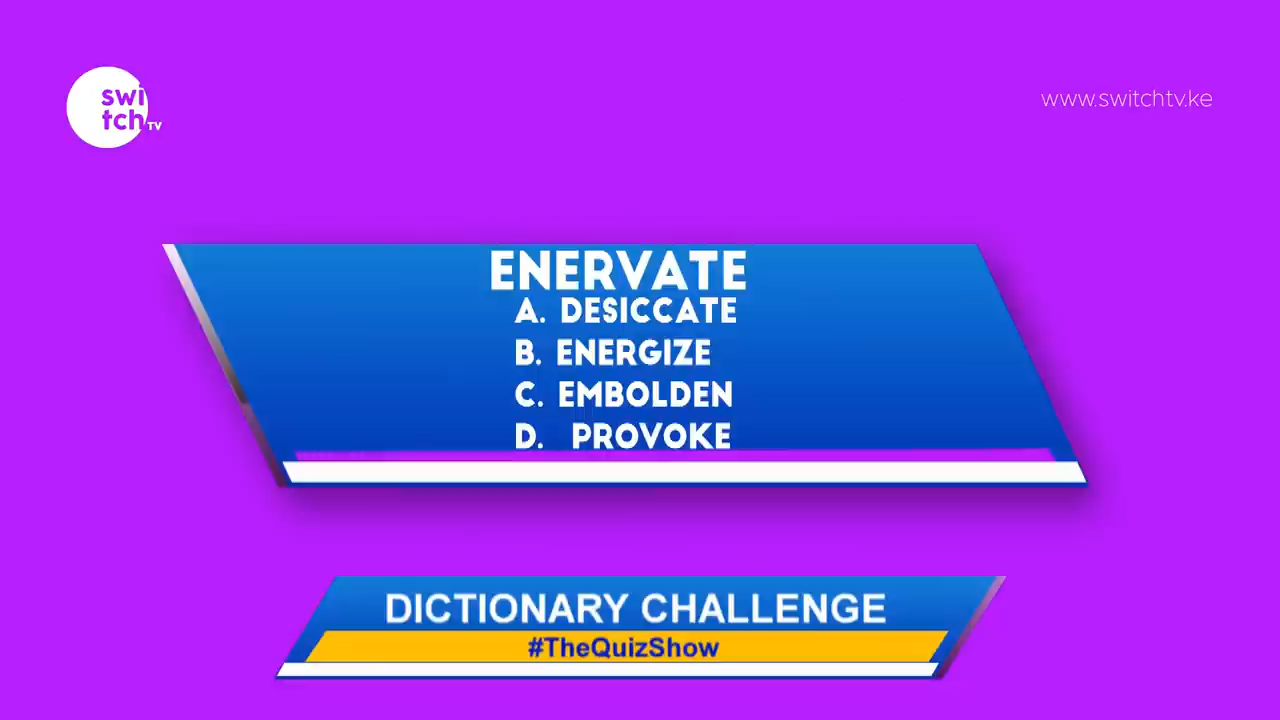 swi
tch TV
www.switchtv.ke
ENERVATE
A. DESICCATE
B. ENERGIZE
C. EMBOLDEN
D. PROVOKE
DICTIONARY CHALLENGE
#TheQuizShow